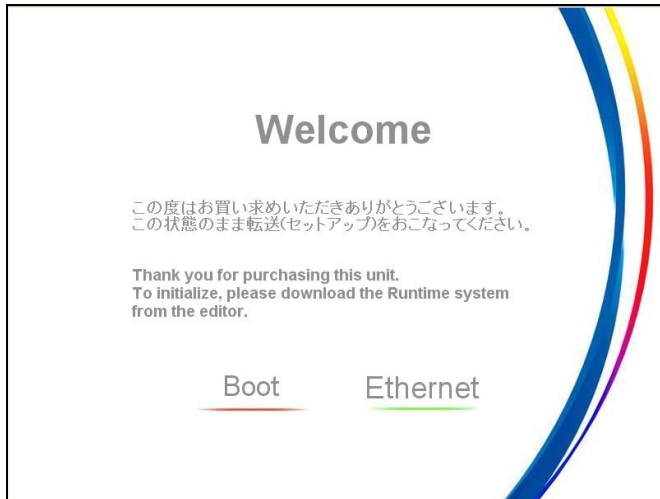 Welcome
この度はお買い求めいただきありがとうございます。
この状態のまま転送(セットアップ)をおこなってください。
Thank you for purchasing this unit.
To initialize, please download the Runtime system
from the editor.
Boot Ethernet